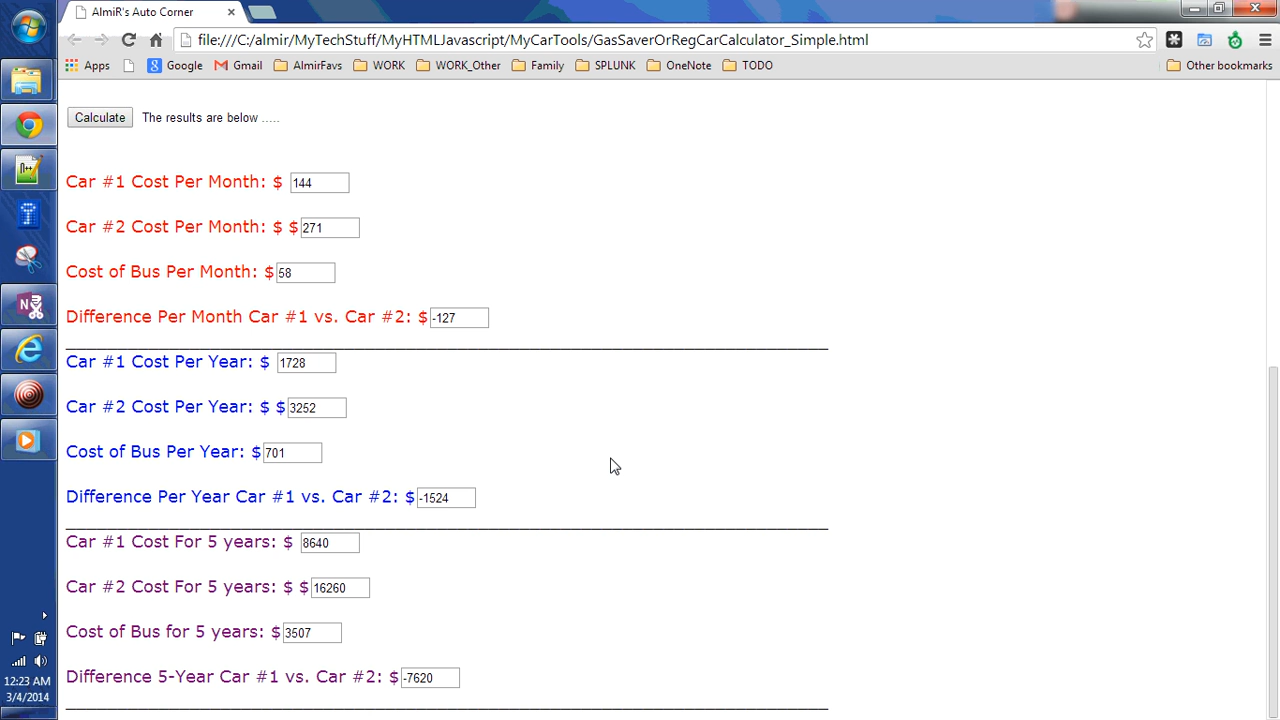 AlmiR's Auto Corner
file:///C:/almir/MyTechStuff/MyHTMLJavascript/MyCarTools/GasSaverOrRegCarCalculator_Simple.html
Apps Google Gmail AlmirFavs WORK WORK_Other Family SPLUNK OneNote TODO Other bookmarks
Calculate The results are below .....
Car #1 Cost Per Month: $ 144
Car #2 Cost Per Month: $ $ 271
Cost of Bus Per Month: $ 58
Difference Per Month Car #1 vs. Car #2: $ -127
Car #1 Cost Per Year: $ 1728
Car #2 Cost Per Year: $ $ 3252
Cost of Bus Per Year: $ 701
Difference Per Year Car #1 vs. Car #2: $ -1524
Car #1 Cost For 5 years: $ 8640
Car #2 Cost For 5 years: $ $ 16260
Cost of Bus for 5 years: $ 3507
Difference 5-Year Car #1 vs. Car #2: $ -7620
12:23 AM
3/4/2014